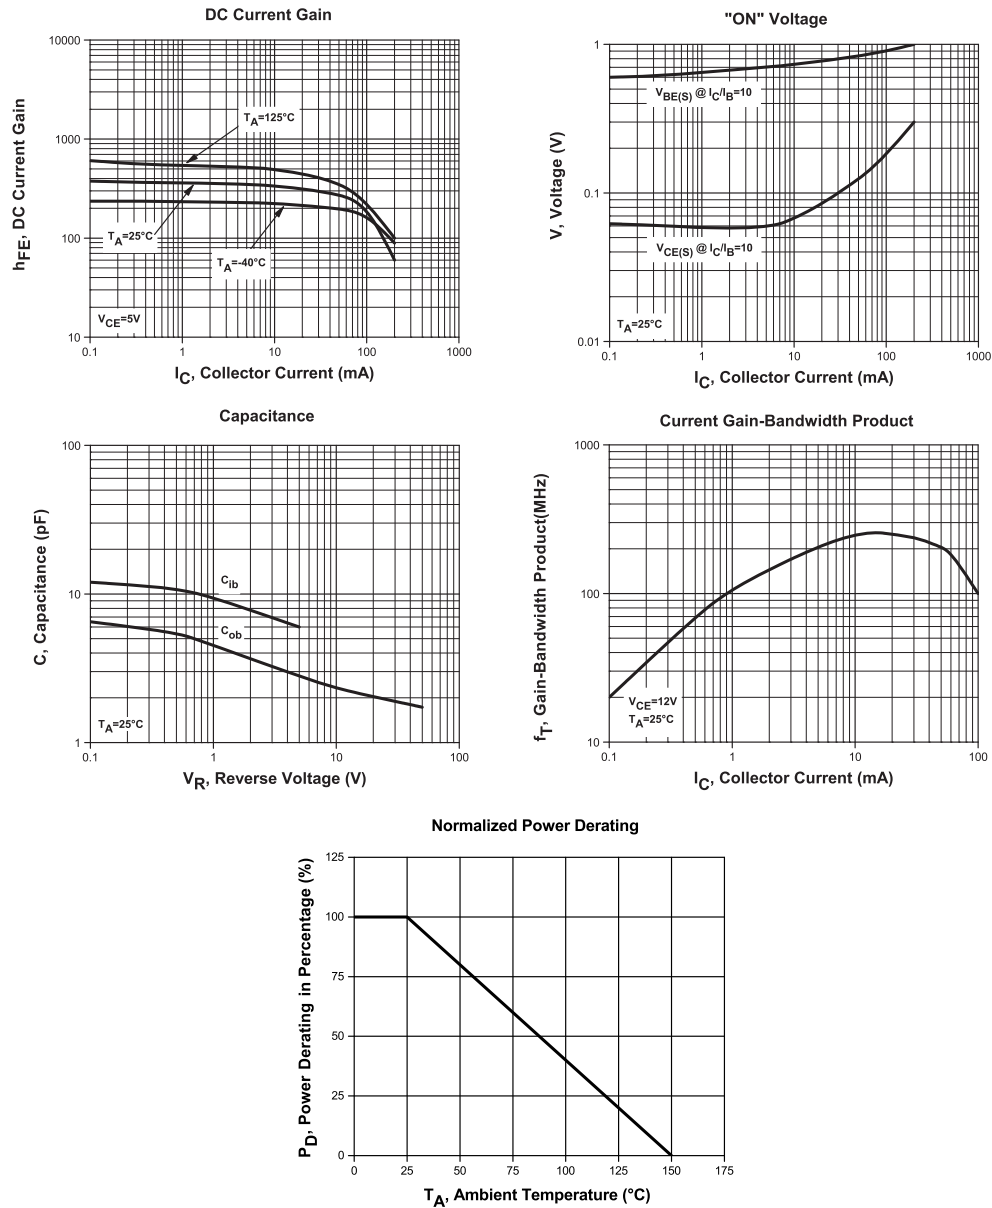 DC Current Gain
10000
1000
100
10
hFE, DC Current Gain
TA=125°C
TA=25°C
TA=-40°C
VCE=5V
0.1 1 10 100 1000
IC, Collector Current (mA)
"ON" Voltage
1
0.1
0.01
V, Voltage (V)
VBE(S) @ IC/IB=10
VCE(S) @ IC/IB=10
TA=25°C
0.1 1 10 100 1000
IC, Collector Current (mA)
Capacitance
100
10
1
C, Capacitance (pF)
Cib
Cob
TA=25°C
0.1 1 10 100
VR, Reverse Voltage (V)
Current Gain-Bandwidth Product
1000
100
10
fT, Gain-Bandwidth Product(MHz)
VCE=12V
TA=25°C
0.1 1 10 100
IC, Collector Current (mA)
Normalized Power Derating
125
100
75
50
25
0
PD, Power Derating in Percentage (%)
0 25 50 75 100 125 150 175
TA, Ambient Temperature (°C)